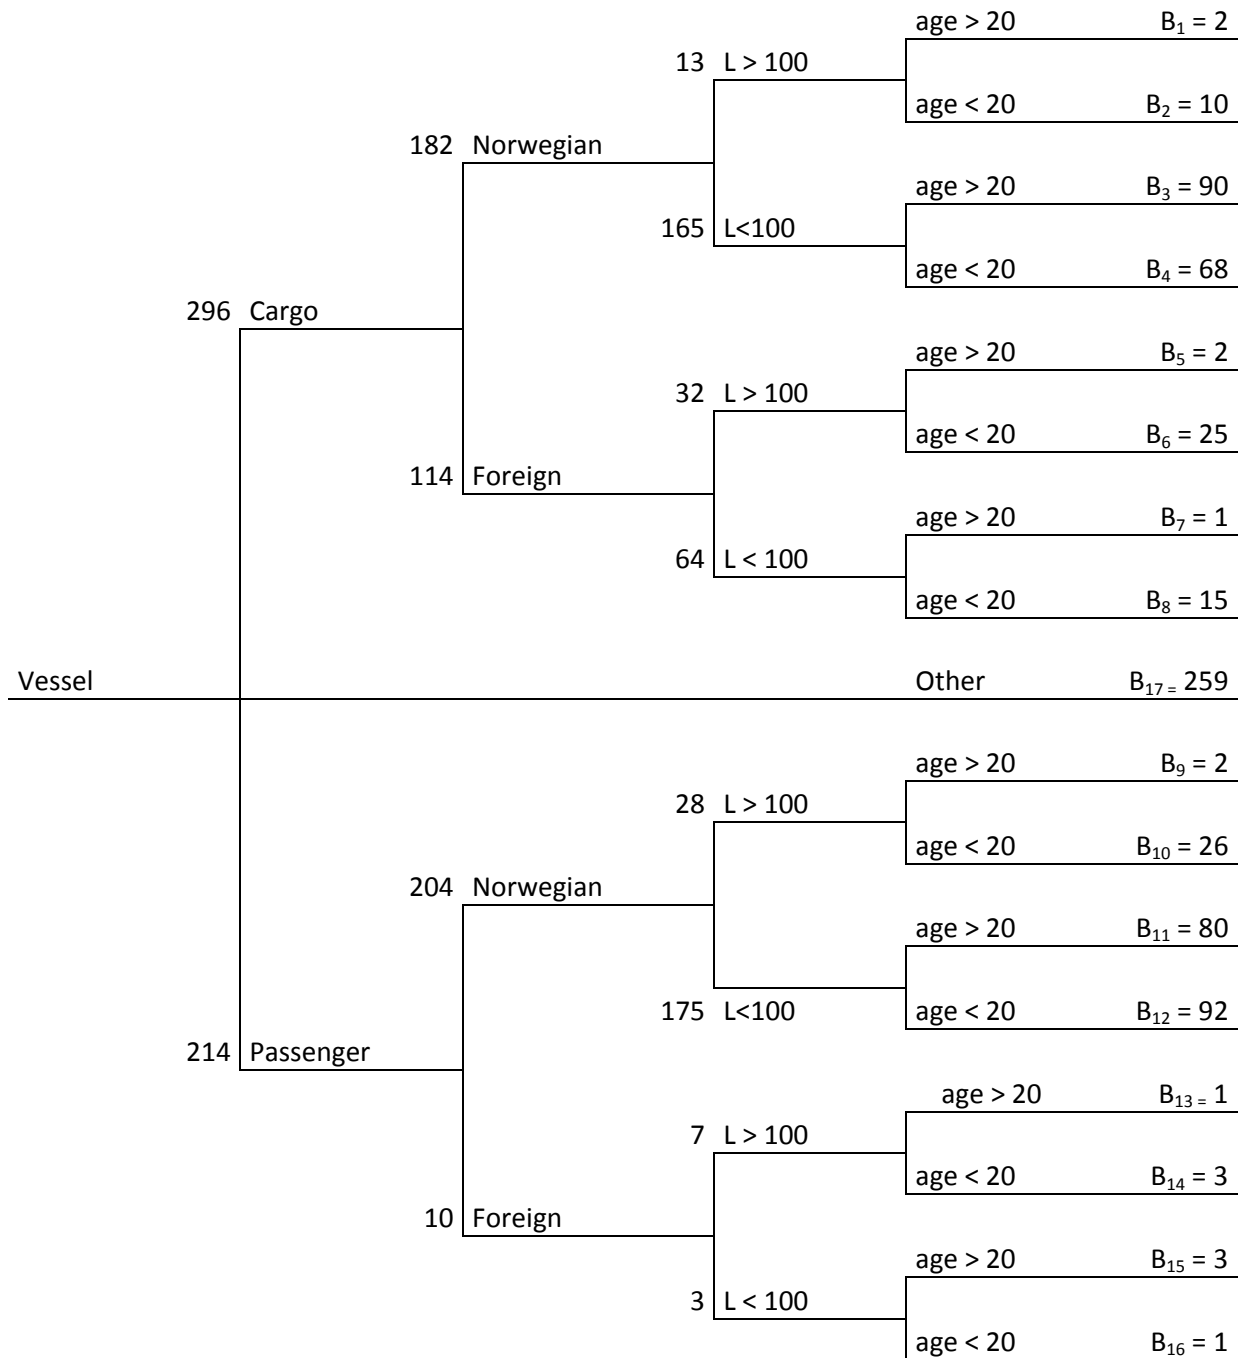 age > 20 B₁ = 2
13 L > 100
age < 20 B₂ = 10
182 Norwegian
age > 20 B₃ = 90
165 L<100
age < 20 B₄ = 68
296 Cargo
age > 20 B₅ = 2
32 L > 100
age < 20 B₆ = 25
114 Foreign
age > 20 B₇ = 1
64 L < 100
age < 20 B₈ = 15
Vessel Other B₁₇ ₌ 259
age > 20 B₉ = 2
28 L > 100
age < 20 B₁₀ = 26
204 Norwegian
age > 20 B₁₁ = 80
175 L<100 age < 20 B₁₂ = 92
214 Passenger
age > 20 B₁₃ ₌ 1
7 L > 100
age < 20 B₁₄ = 3
10 Foreign
age > 20 B₁₅ = 3
3 L < 100
age < 20 B₁₆ = 1